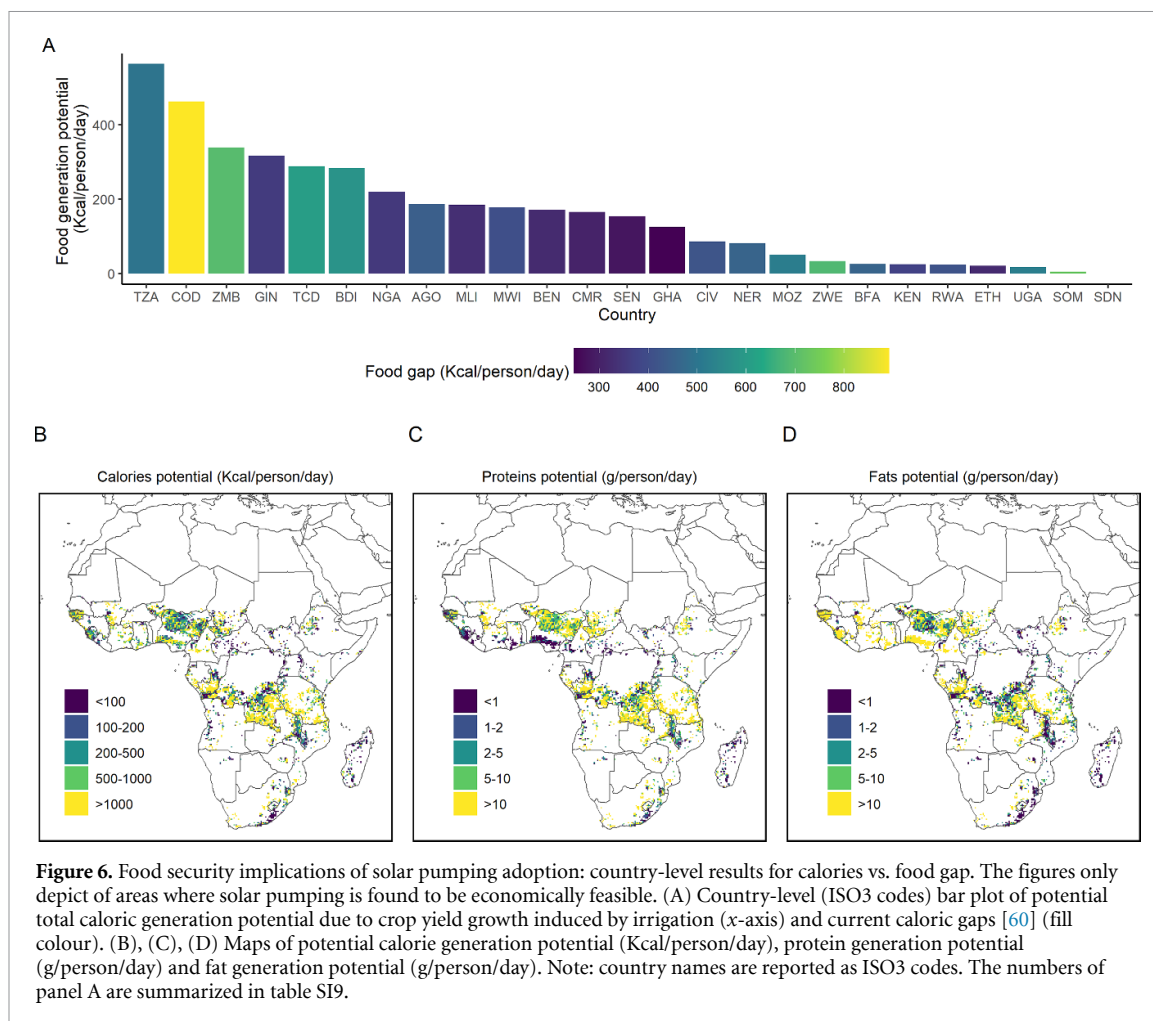 A
Food generation potential
(Kcal/person/day)
400
200
0
TZA COD ZMB GIN TCD BDI NGA AGO MLI MWI BEN CMR SEN GHA CIV NER MOZ ZWE BFA KEN RWA ETH UGA SOM SDN
Country
Food gap (Kcal/person/day)
300 400 500 600 700 800
B
Calories potential (Kcal/person/day)
<100
100-200
200-500
500-1000
>1000
C
Proteins potential (g/person/day)
<1
1-2
2-5
5-10
>10
D
Fats potential (g/person/day)
<1
1-2
2-5
5-10
>10
Figure 6. Food security implications of solar pumping adoption: country-level results for calories vs. food gap. The figures only
depict of areas where solar pumping is found to be economically feasible. (A) Country-level (ISO3 codes) bar plot of potential
total caloric generation potential due to crop yield growth induced by irrigation (x-axis) and current caloric gaps [60] (fill
colour). (B), (C), (D) Maps of potential calorie generation potential (Kcal/person/day), protein generation potential
(g/person/day) and fat generation potential (g/person/day). Note: country names are reported as ISO3 codes. The numbers of
panel A are summarized in table SI9.